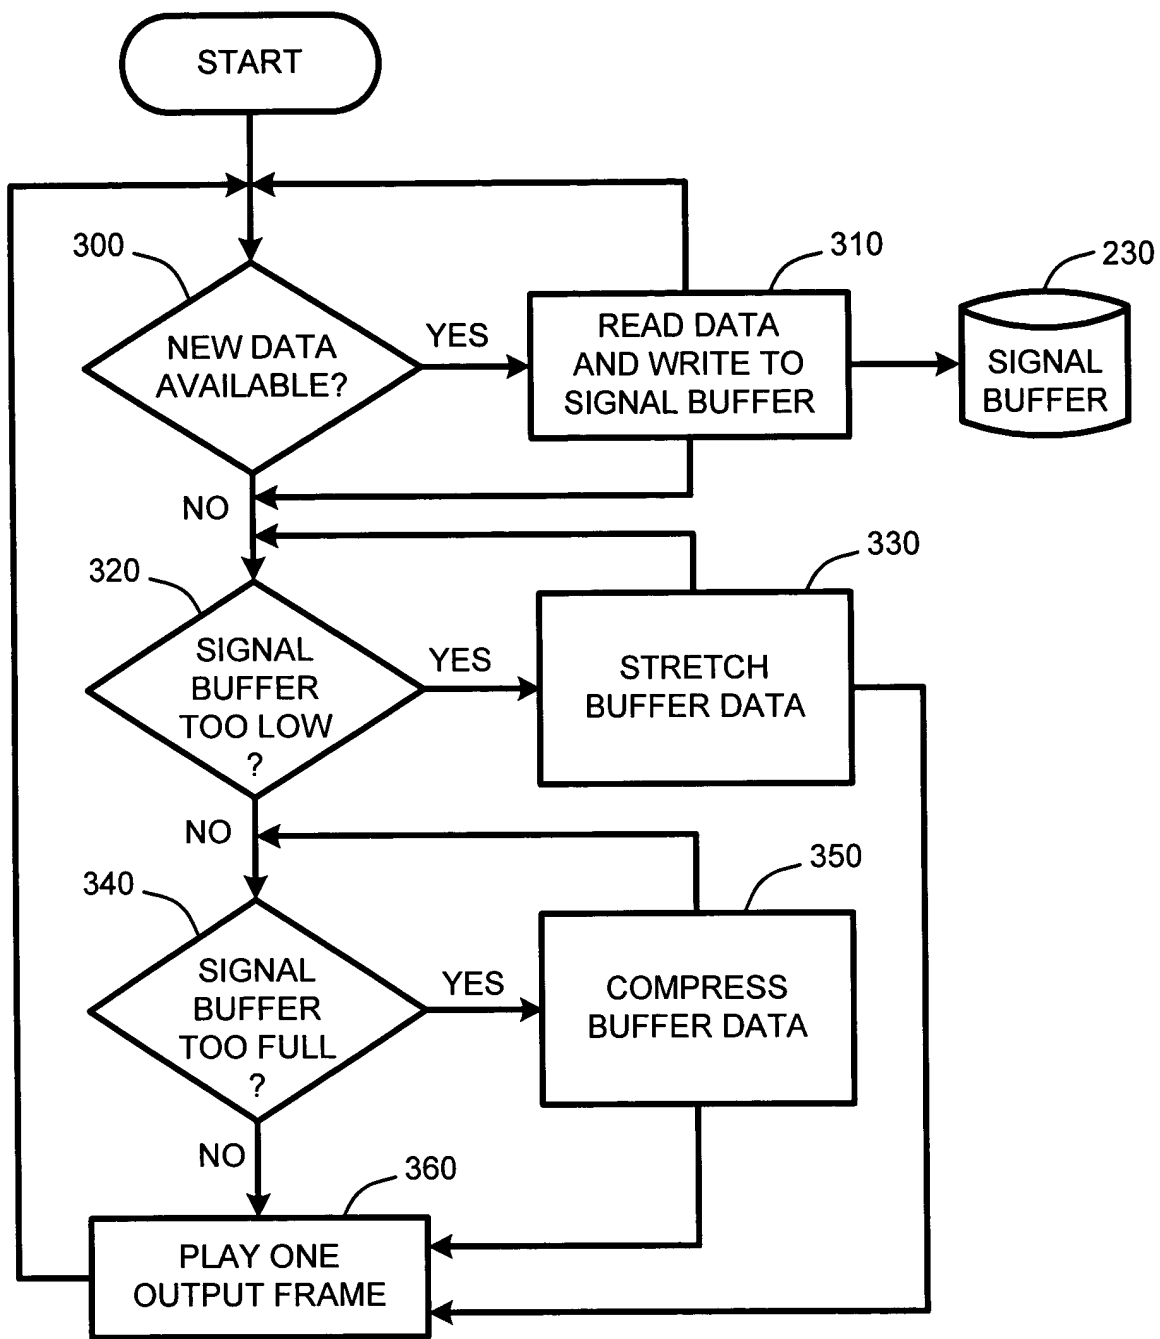 START
300
NEW DATA
AVAILABLE?
YES
310
READ DATA
AND WRITE TO
SIGNAL BUFFER
230
SIGNAL
BUFFER
NO
320
SIGNAL
BUFFER
TOO LOW
?
YES
330
STRETCH
BUFFER DATA
NO
340
SIGNAL
BUFFER
TOO FULL
?
YES
350
COMPRESS
BUFFER DATA
NO
360
PLAY ONE
OUTPUT FRAME